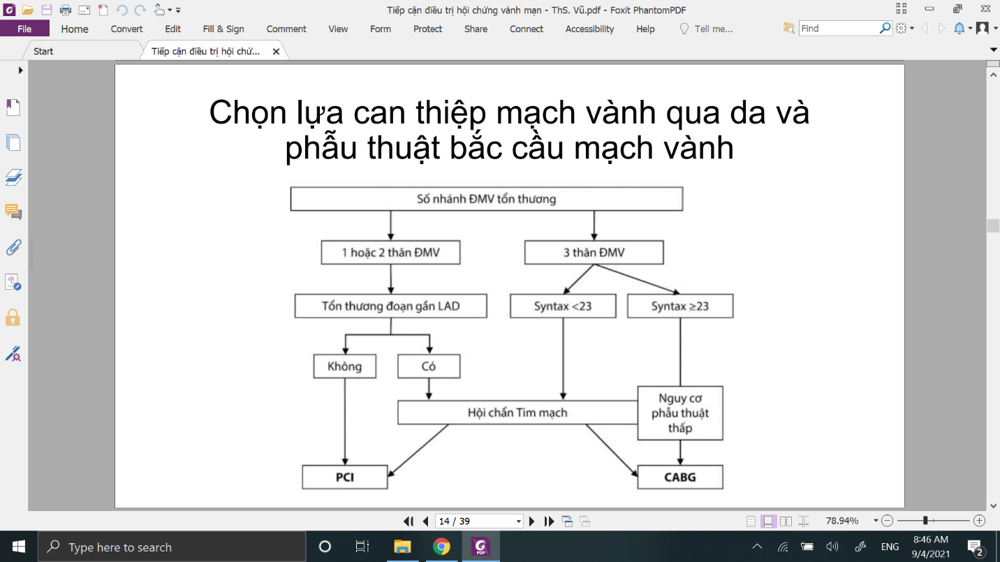 Tiếp cận điều trị hội chứng vành mạn - ThS. Vũ.pdf - Foxit PhantomPDF
File Home Convert Edit Fill & Sign Comment View Form Protect Share Connect Accessibility Help Tell me... Find
Start Tiếp cận điều trị hội chứ...
Chọn lựa can thiệp mạch vành qua da và
phẫu thuật bắc cầu mạch vành
Số nhánh ĐMV tổn thương
1 hoặc 2 thân ĐMV 3 thân ĐMV
Tổn thương đoạn gần LAD Syntax <23 Syntax ≥23
Không Có
Hội chẩn Tim mạch
Nguy cơ
phẫu thuật
thấp
PCI CABG
14 / 39 78.94%
Type here to search ENG
8:46 AM
9/4/2021
2
PDF